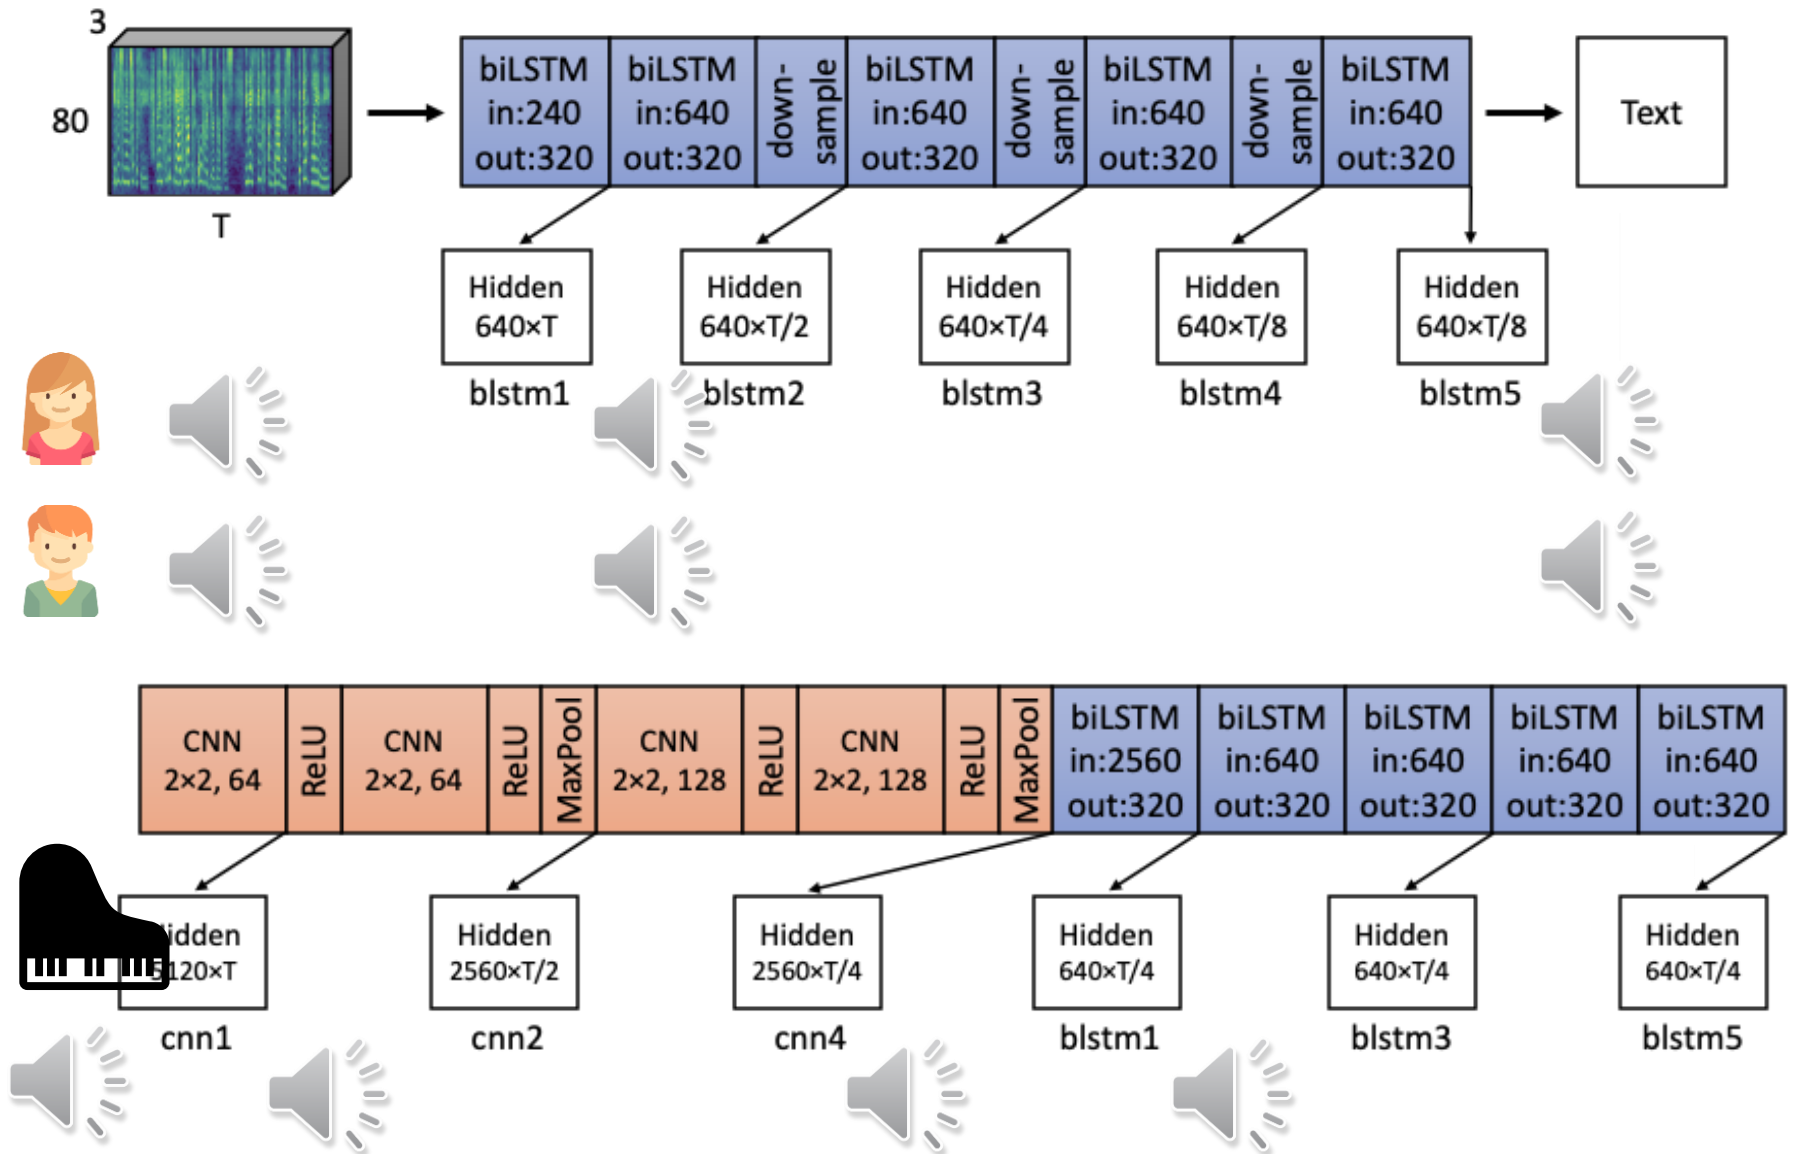 3
80
T
biLSTM
in:240
out:320
biLSTM
in:640
out:320
down-
sample
biLSTM
in:640
out:320
down-
sample
biLSTM
in:640
out:320
down-
sample
biLSTM
in:640
out:320
Text
Hidden
640×T
blstm1
Hidden
640×T/2
blstm2
Hidden
640×T/4
blstm3
Hidden
640×T/8
blstm4
Hidden
640×T/8
blstm5
CNN
2×2, 64
ReLU
CNN
2×2, 64
ReLU
MaxPool
CNN
2×2, 128
ReLU
CNN
2×2, 128
ReLU
MaxPool
biLSTM
in:2560
out:320
biLSTM
in:640
out:320
biLSTM
in:640
out:320
biLSTM
in:640
out:320
biLSTM
in:640
out:320
idden
5120×T
cnn1
Hidden
2560×T/2
cnn2
Hidden
2560×T/4
cnn4
Hidden
640×T/4
blstm1
Hidden
640×T/4
blstm3
Hidden
640×T/4
blstm5